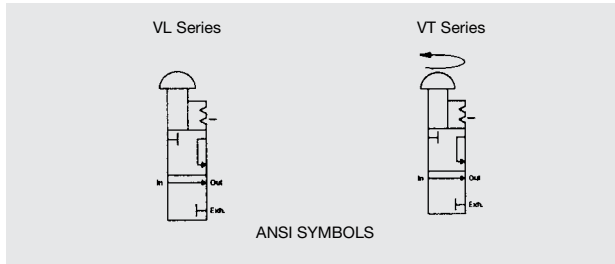 VL Series VT Series
In Out In Out
Exh. Exh.
ANSI SYMBOLS